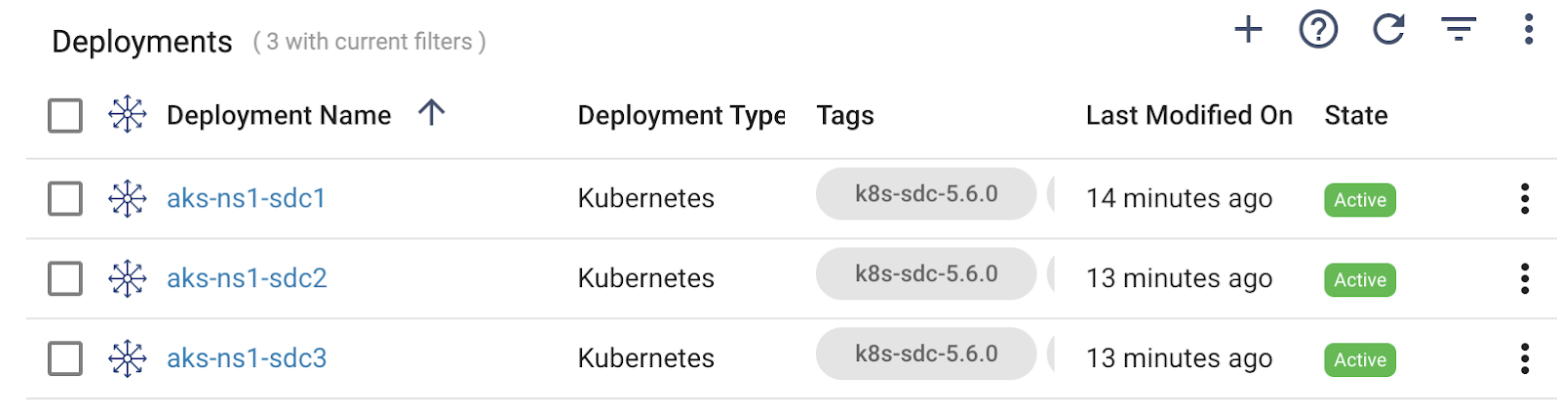 Deployments ( 3 with current filters )
Deployment Name Deployment Type Tags Last Modified On State
aks-ns1-sdc1 Kubernetes k8s-sdc-5.6.0 14 minutes ago Active
aks-ns1-sdc2 Kubernetes k8s-sdc-5.6.0 13 minutes ago Active
aks-ns1-sdc3 Kubernetes k8s-sdc-5.6.0 13 minutes ago Active